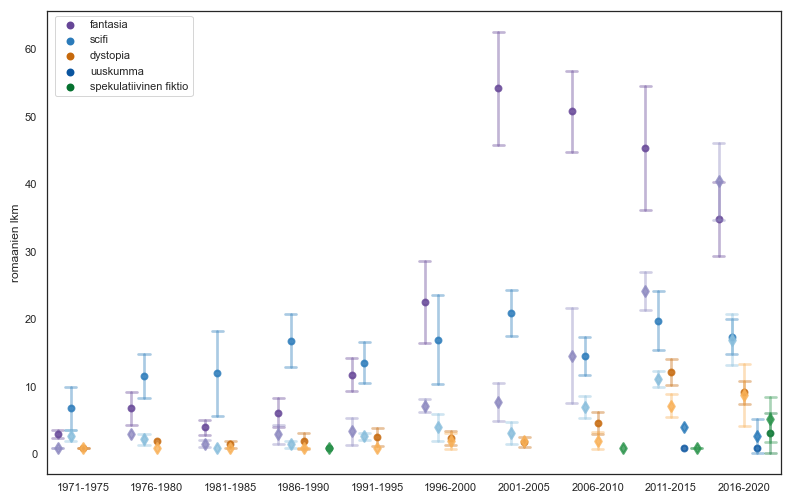 fantasia
scifi
dystopia
uuskumma
spekulatiivinen fiktio
romaanien lkm
60
50
40
30
20
10
0
1971-1975 1976-1980 1981-1985 1986-1990 1991-1995 1996-2000 2001-2005 2006-2010 2011-2015 2016-2020